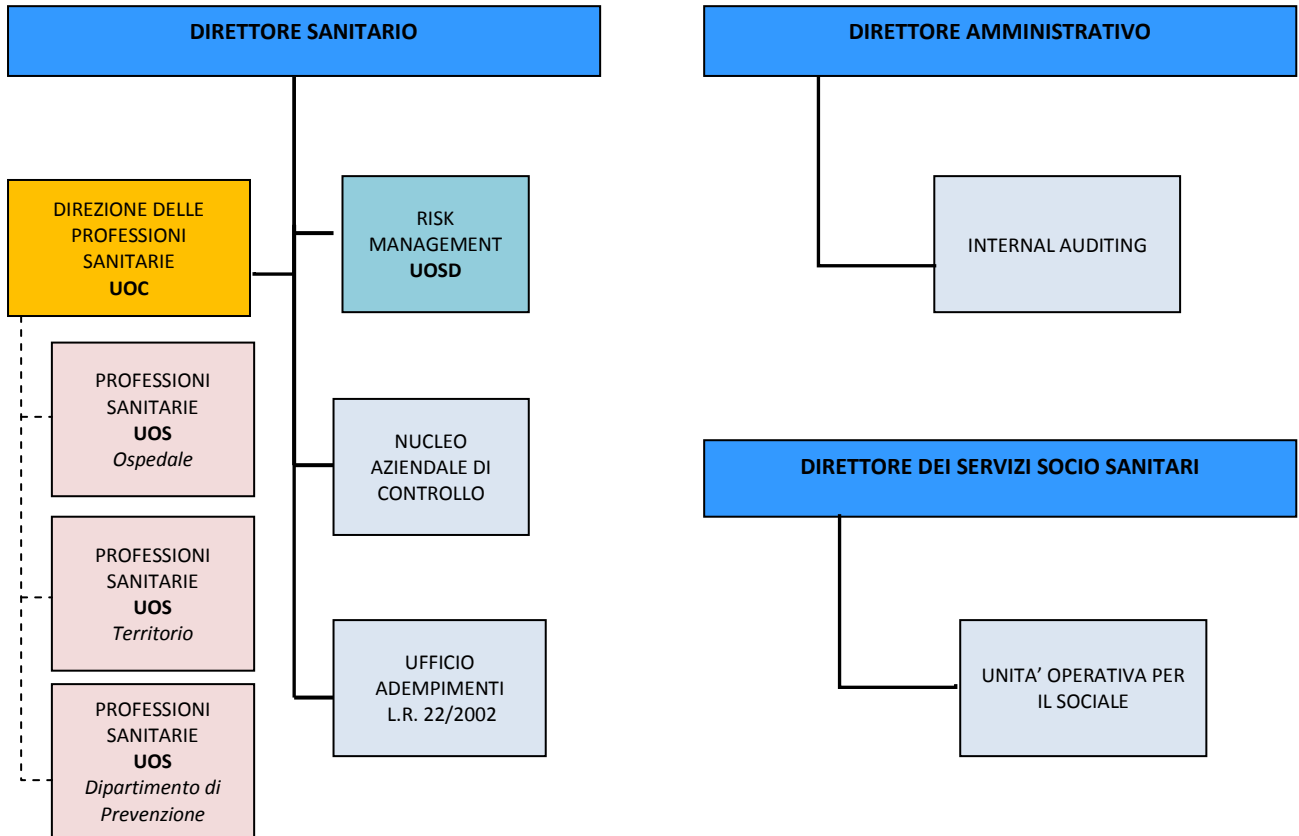 DIRETTORE SANITARIO
DIREZIONE DELLE
PROFESSIONI
SANITARIE
UOC
PROFESSIONI
SANITARIE
UOS
Ospedale
PROFESSIONI
SANITARIE
UOS
Territorio
PROFESSIONI
SANITARIE
UOS
Dipartimento di
Prevenzione
RISK
MANAGEMENT
UOSD
NUCLEO
AZIENDALE DI
CONTROLLO
UFFICIO
ADEMPIMENTI
L.R. 22/2002
DIRETTORE AMMINISTRATIVO
INTERNAL AUDITING
DIRETTORE DEI SERVIZI SOCIO SANITARI
UNITA’ OPERATIVA PER
IL SOCIALE